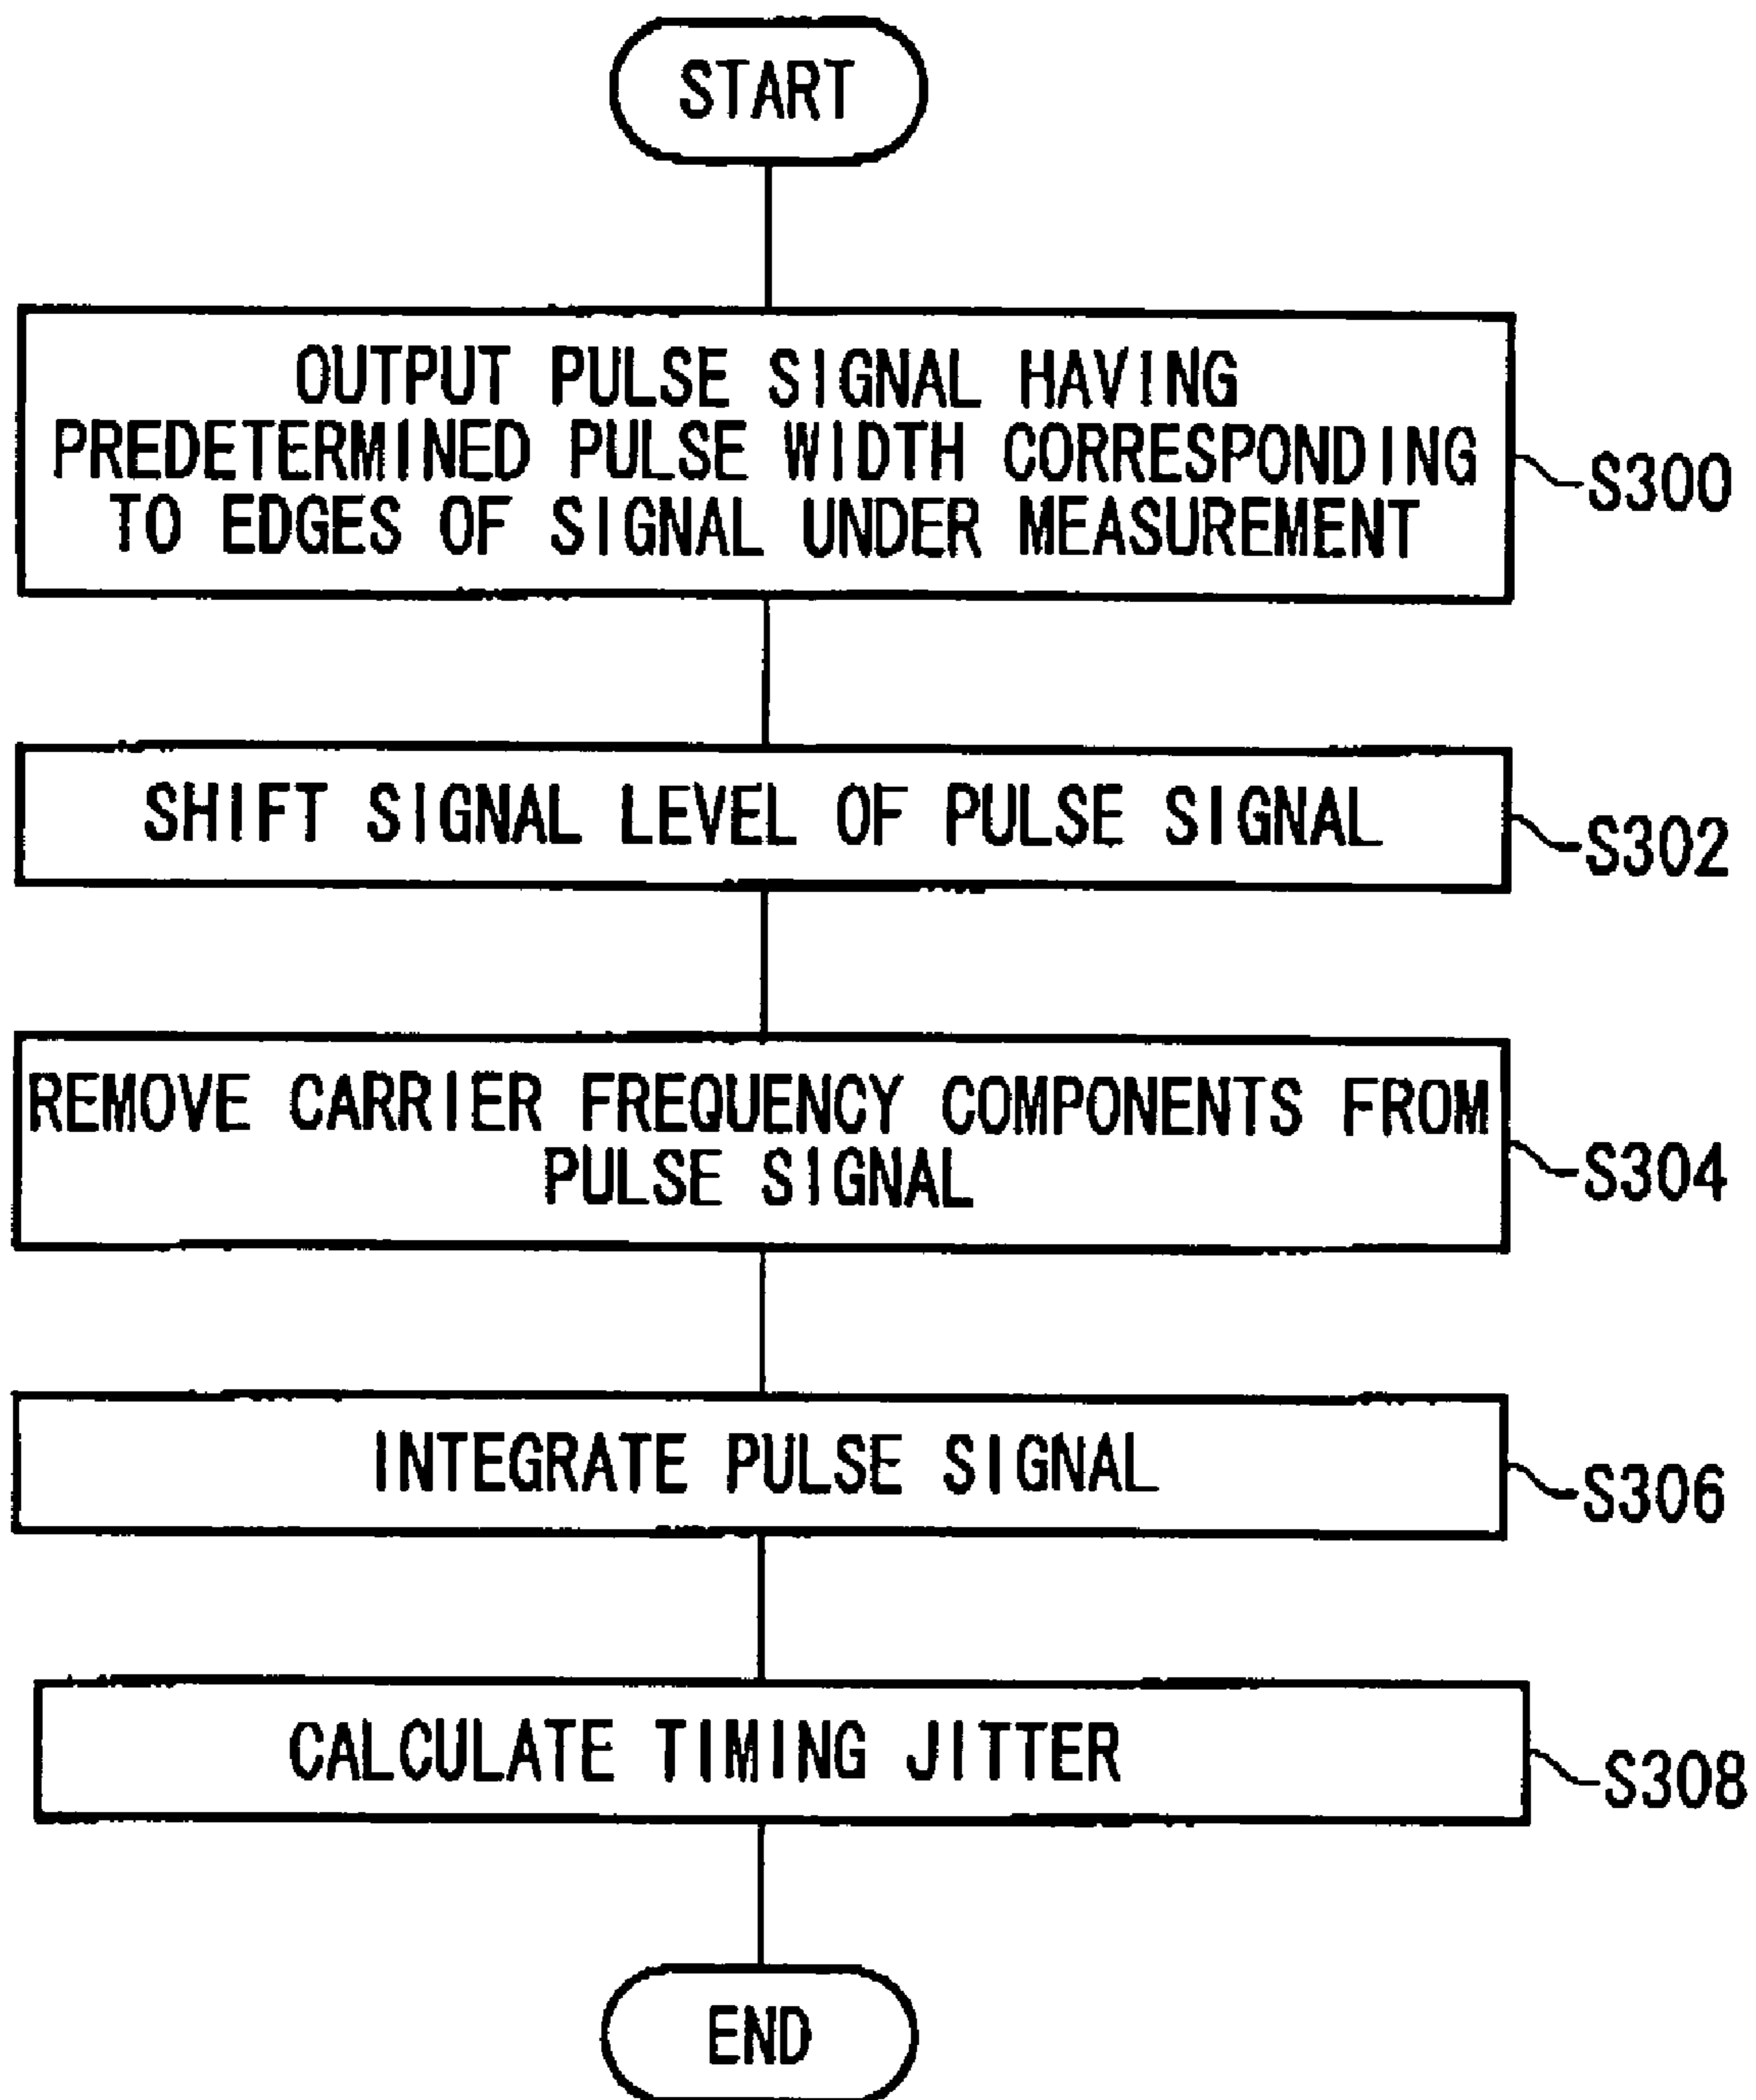 START
OUTPUT PULSE SIGNAL HAVING
PREDETERMINED PULSE WIDTH CORRESPONDING
TO EDGES OF SIGNAL UNDER MEASUREMENT
S300
SHIFT SIGNAL LEVEL OF PULSE SIGNAL
S302
REMOVE CARRIER FREQUENCY COMPONENTS FROM
PULSE SIGNAL
S304
INTEGRATE PULSE SIGNAL
S306
CALCULATE TIMING JITTER
S308
END